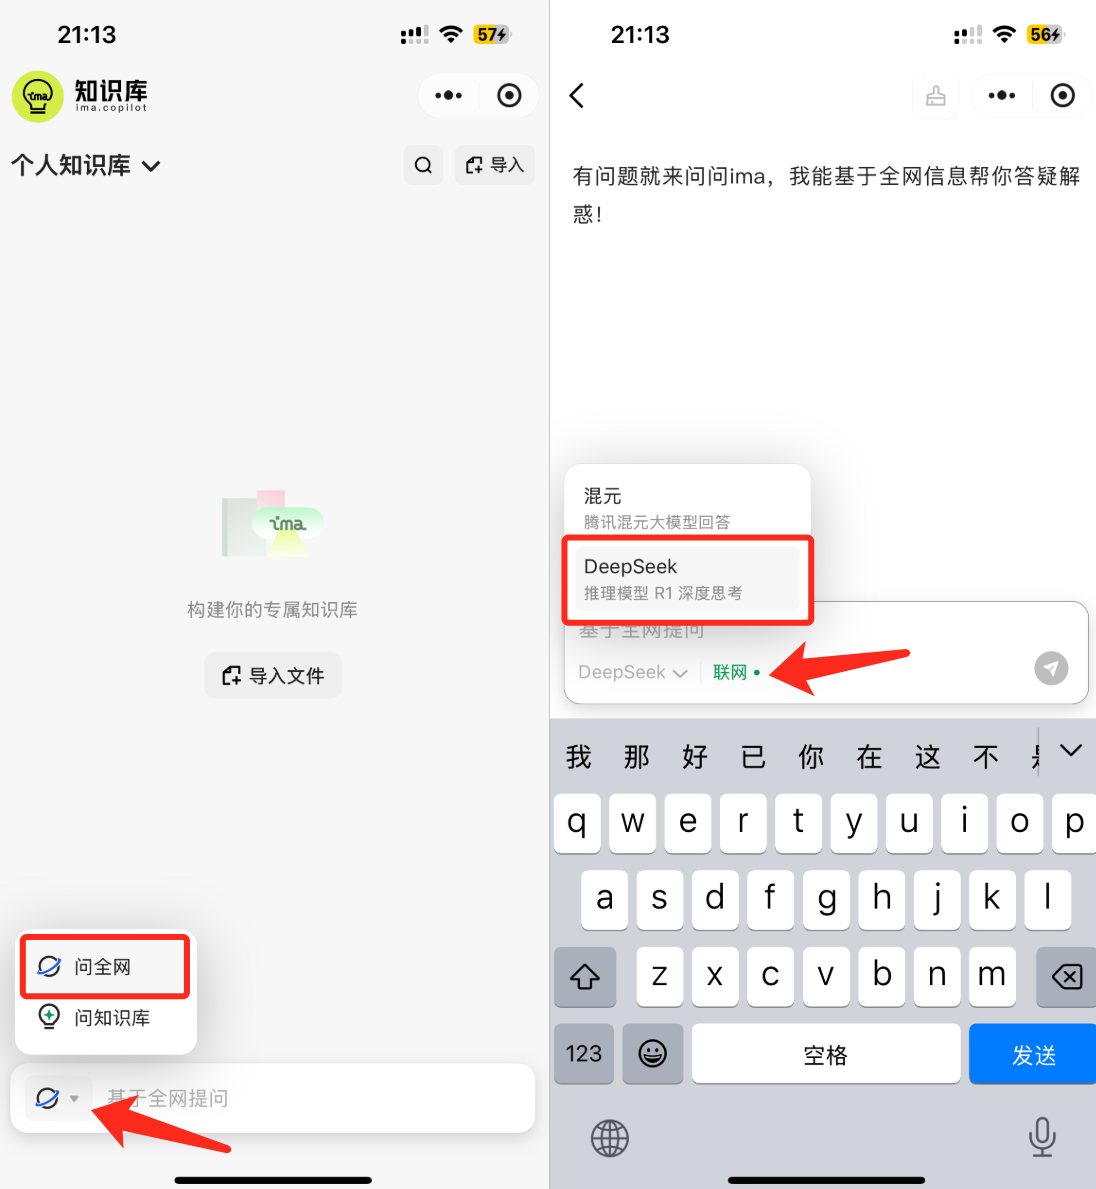 21:13
57
ima
知识库
ima.copilot
个人知识库
导入
ima
构建你的专属知识库
导入文件
问全网
问知识库
基于全网提问
21:13
56
有问题就来问问ima，我能基于全网信息帮你答疑解
惑！
混元
腾讯混元大模型回答
DeepSeek
推理模型 R1 深度思考
基于全网提问
DeepSeek
联网
我 那 好 已 你 在 这 不
q w e r t y u i o p
a s d f g h j k l
z x c v b n m
123 空格 发送